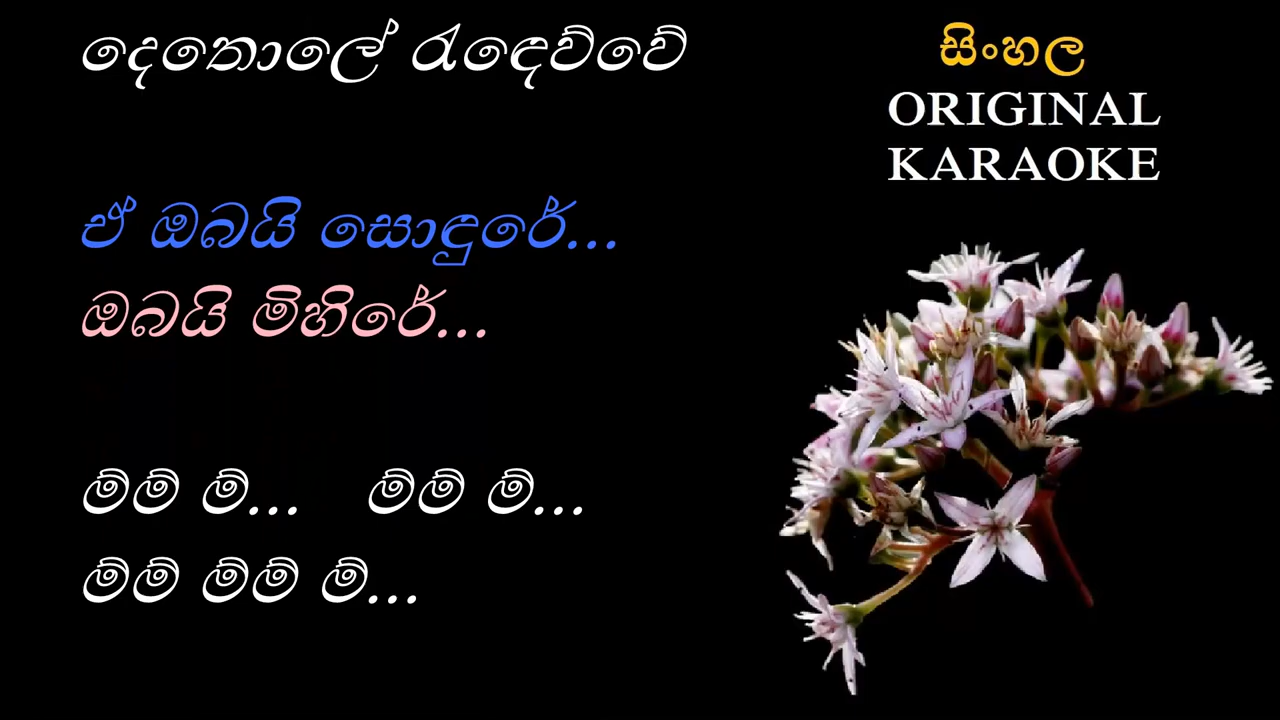 දෙතොලේ රැඳෙව්වේ
ඒ ඔබයි සොඳුරේ...
ඔබයි මිහිරේ...
ම්ම් ම්... ම්ම් ම්...
ම්ම් ම්ම් ම්...
සිංහල
ORIGINAL
KARAOKE